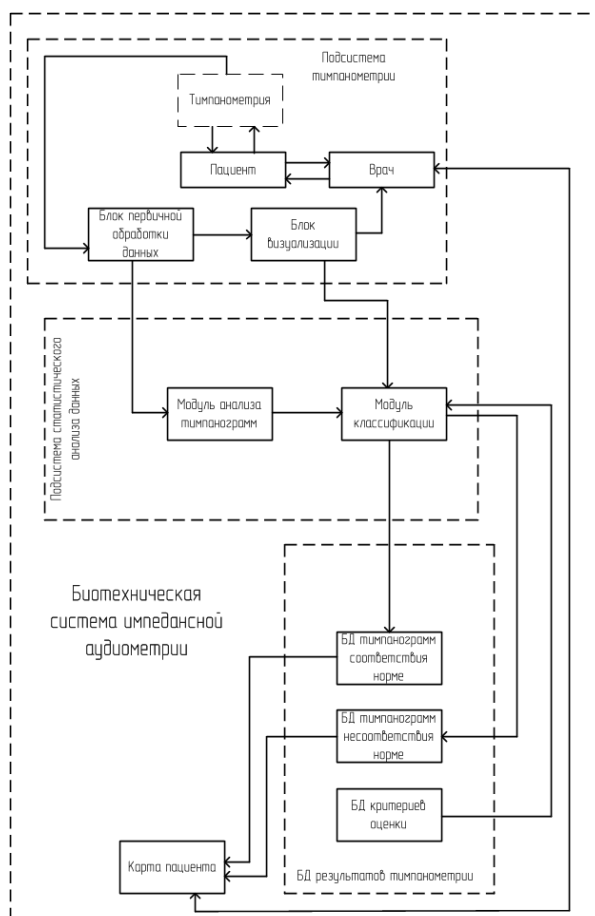 Подсистема
тимпанометрии
Тимпанометрия
Пациент
Врач
Блок первичной
обработки
данных
Блок
визуализации
Подсистема статистического
анализа данных
Модуль анализа
тимпанограмм
Модуль
классификации
Биотехническая
система импедансной
аудиометрии
БД тимпанограмм
соответствия
норме
БД тимпанограмм
несоответствия
норме
БД критериев
оценки
Карта пациента
БД результатов тимпанометрии